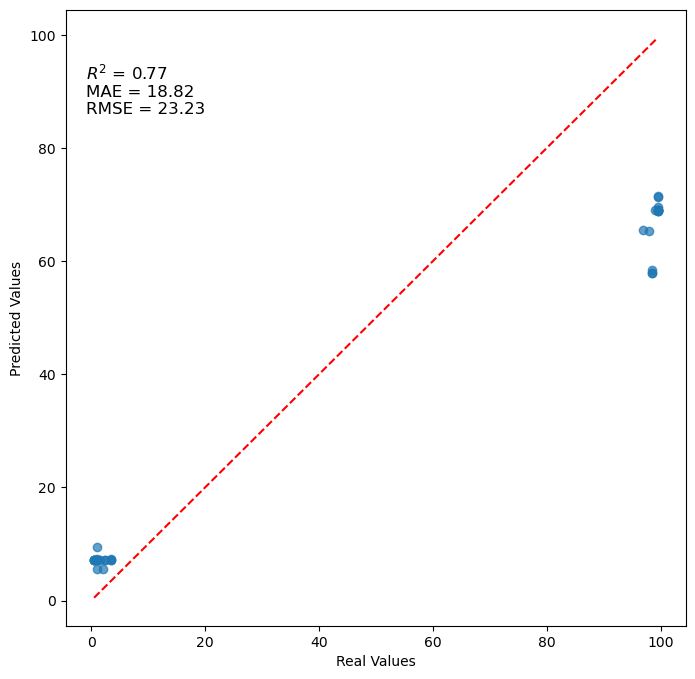 R² = 0.77
MAE = 18.82
RMSE = 23.23
100
80
60
40
20
0
Predicted Values
0 20 40 60 80 100
Real Values